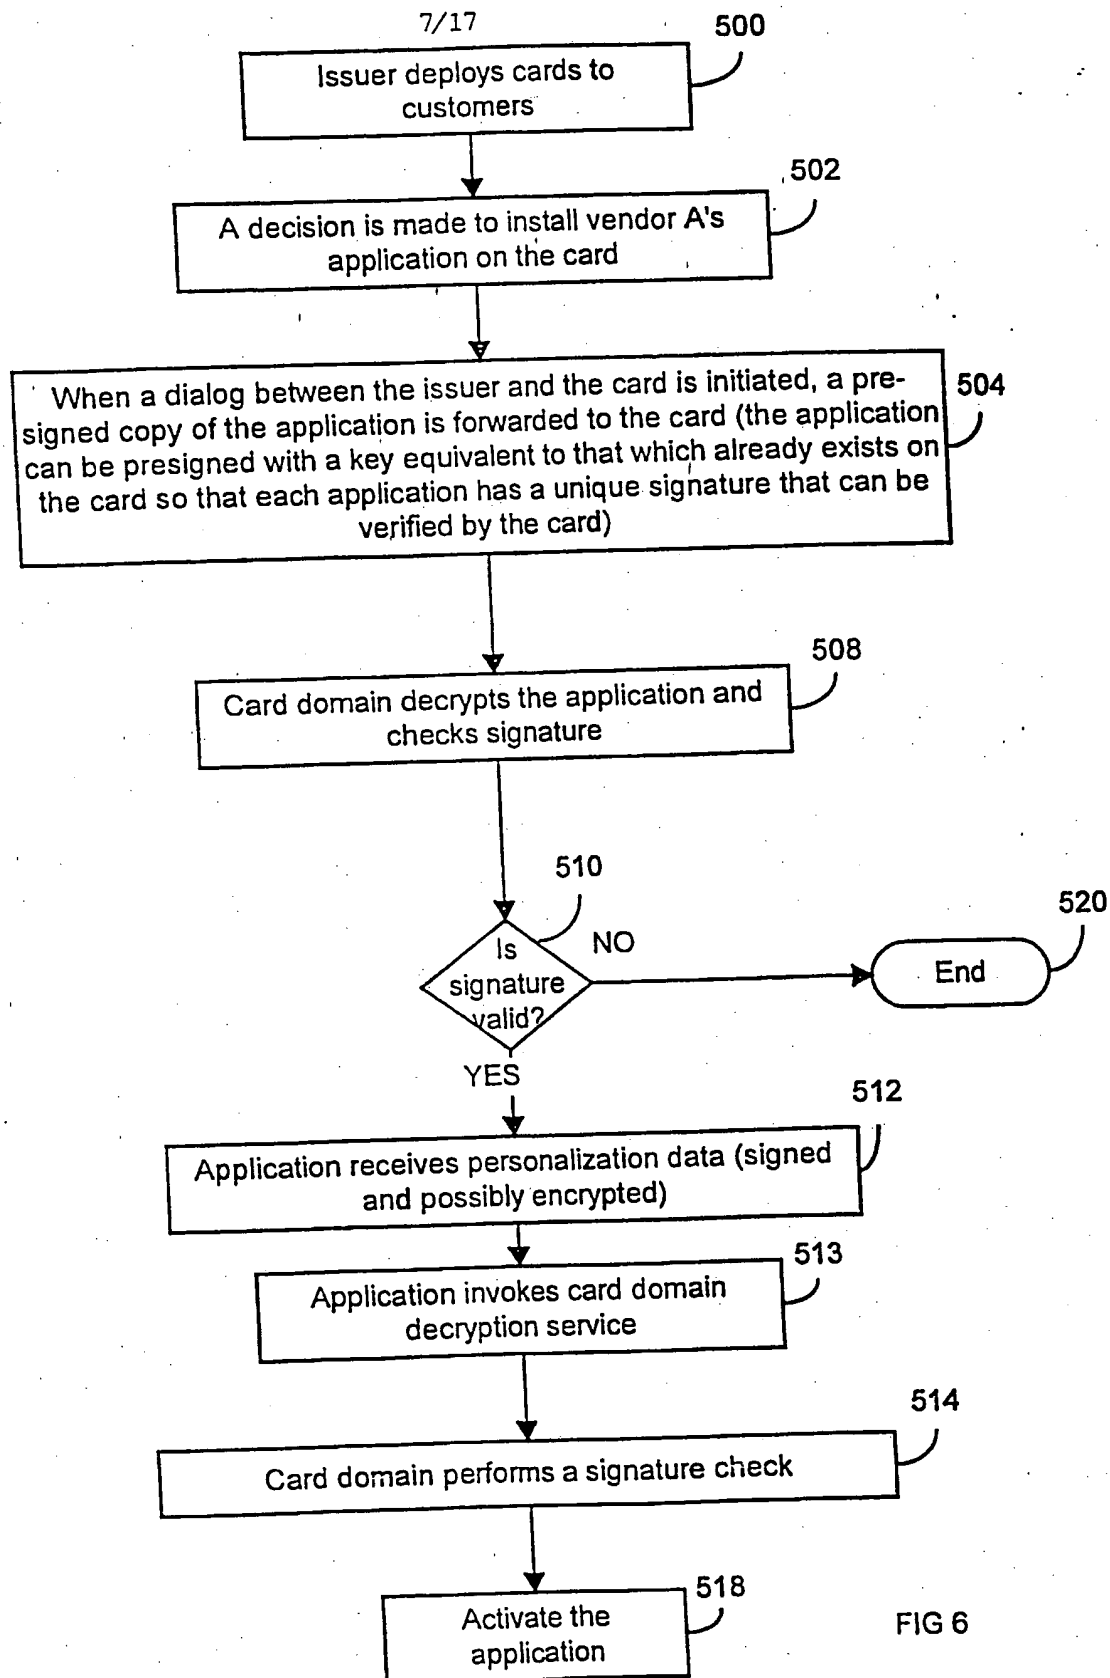 7/17
500
Issuer deploys cards to
customers
502
A decision is made to install vendor A's
application on the card
504
When a dialog between the issuer and the card is initiated, a pre-
signed copy of the application is forwarded to the card (the application
can be presigned with a key equivalent to that which already exists on
the card so that each application has a unique signature that can be
verified by the card)
508
Card domain decrypts the application and
checks signature
510
Is
signature
valid?
NO
520
End
YES
512
Application receives personalization data (signed
and possibly encrypted)
513
Application invokes card domain
decryption service
514
Card domain performs a signature check
518
Activate the
application
FIG 6